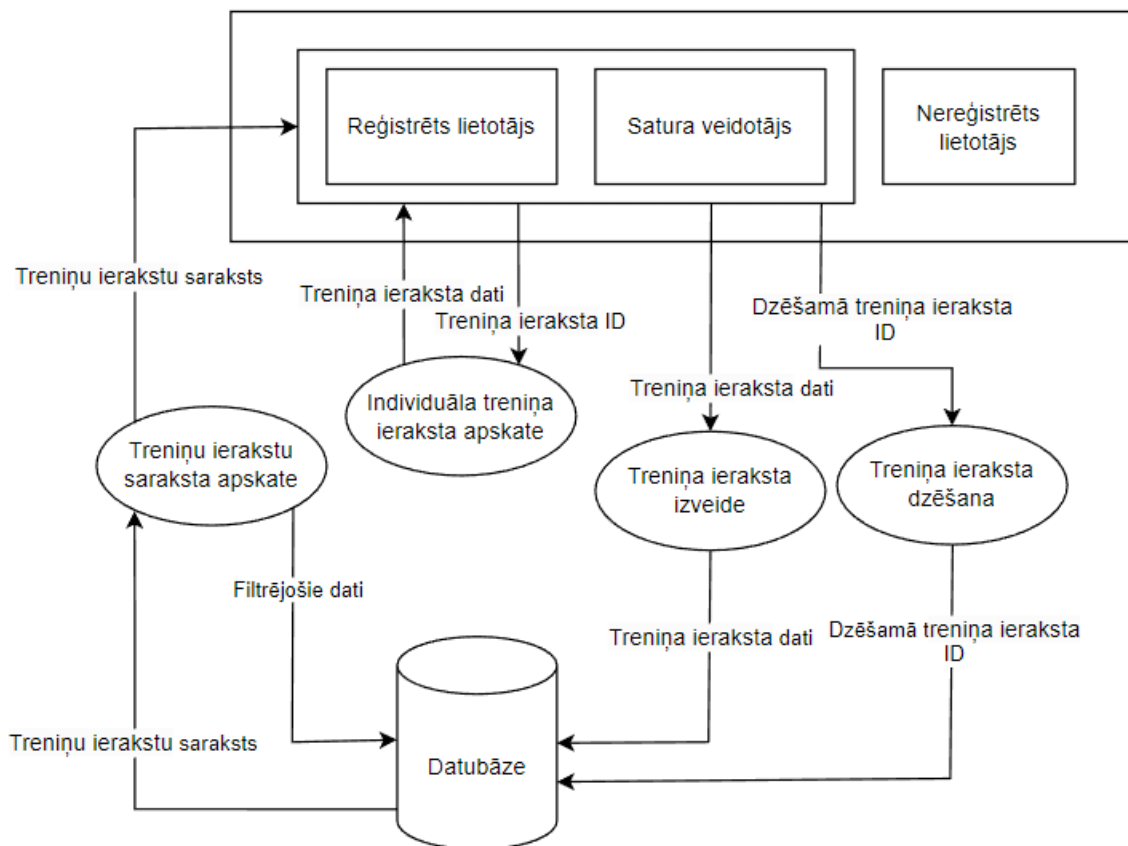 Reģistrēts lietotājs
Satura veidotājs
Nereģistrēts
lietotājs
Treniņu ierakstu saraksts
Treniņa ieraksta dati
Treniņa ieraksta ID
Dzēšamā treniņa ieraksta
ID
Individuāla treniņa
ieraksta apskate
Treniņa ieraksta dati
Treniņu ierakstu
saraksta apskate
Treniņa ieraksta
izveide
Treniņa ieraksta
dzēšana
Filtrējošie dati
Treniņa ieraksta dati
Dzēšamā treniņa ieraksta
ID
Treniņu ierakstu saraksts
Datubāze